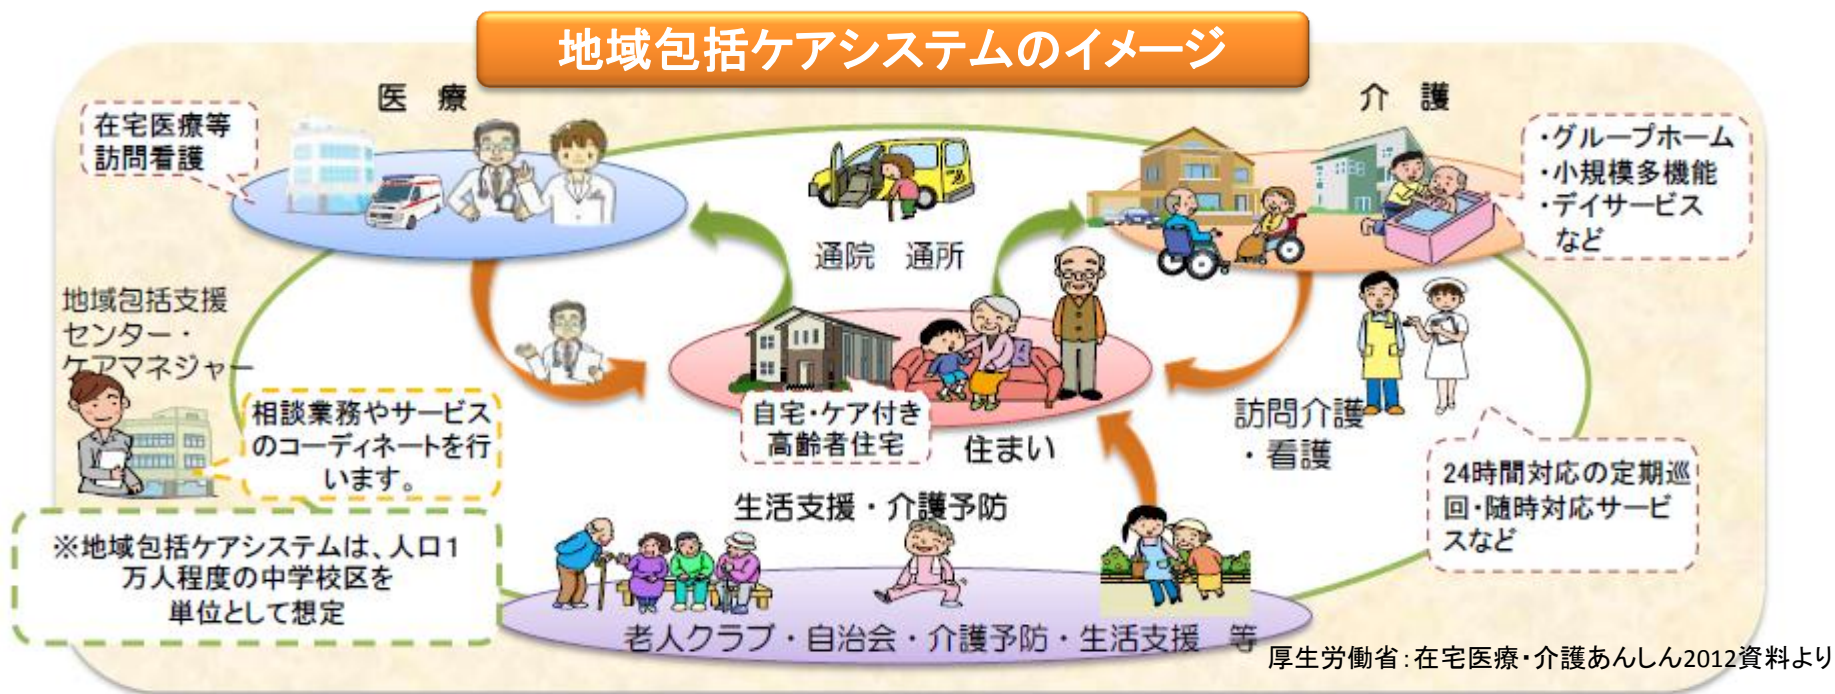 地域包括ケアシステムのイメージ
医　療
介　護
在宅医療等
訪問看護
・グループホーム
・小規模多機能
・デイサービス
など
通院　通所
地域包括支援
センター・
ケアマネジャー
相談業務やサービス
のコーディネートを行
います。
自宅・ケア付き
高齢者住宅
住まい
訪問介護
・看護
24時間対応の定期巡
回・随時対応サービ
スなど
生活支援・介護予防
※地域包括ケアシステムは、人口1
万人程度の中学校区を
単位として想定
老人クラブ・自治会・介護予防・生活支援　等
厚生労働省:在宅医療・介護あんしん2012資料より